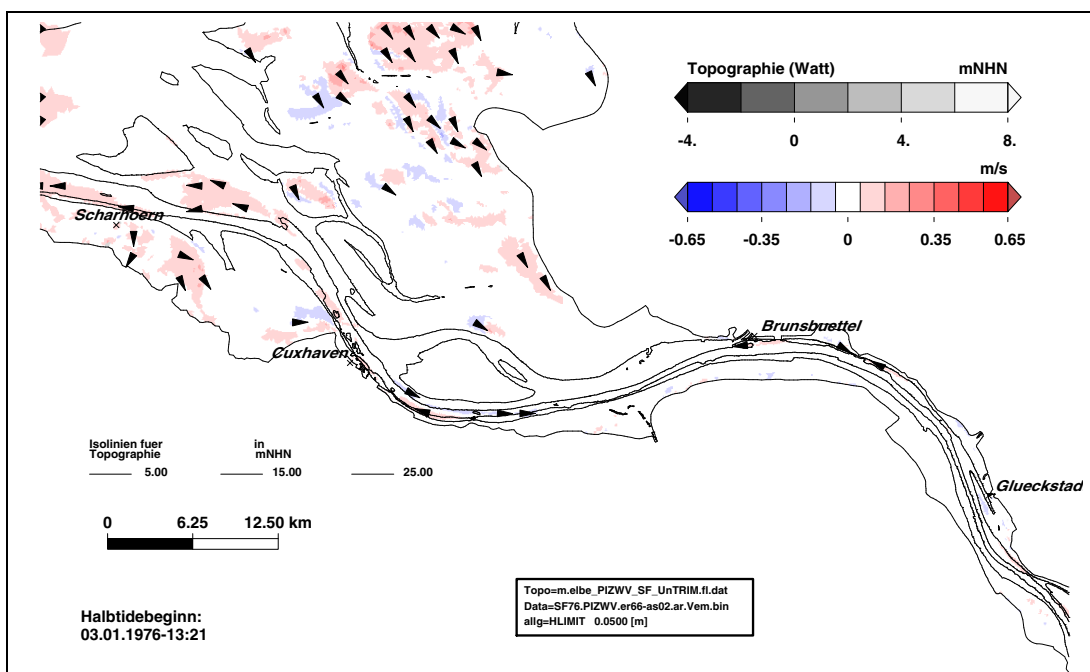 Topographie (Watt) mNHN
-4. 0 4. 8.
m/s
-0.65 -0.35 0 0.35 0.65
Scharhoern
Brunsbuettel
Cuxhaven
Glueckstad
Isolinien fuer in
Topographie mNHN
5.00 15.00 25.00
0 6.25 12.50 km
Topo=m.elbe_PIZWV_SF_UnTRIM.fl.dat
Data=SF76.PIZWV.er66-as02.ar.Vem.bin
allg=HLIMIT 0.0500 [m]
Halbtidebeginn:
03.01.1976-13:21